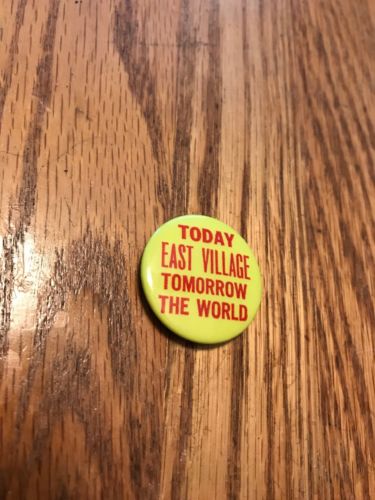 TODAY
EAST VILLAGE
TOMORROW
THE WORLD